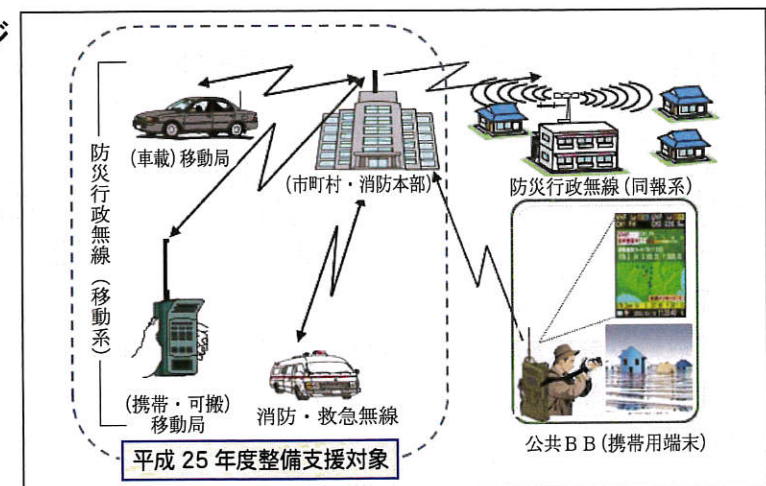 ジ
防災行政無線（移動系）
（車載）移動局
（市町村・消防本部）
防災行政無線（同報系）
（携帯・可搬）
移動局
消防・救急無線
公共ＢＢ（携帯用端末）
平成 25 年度整備支援対象